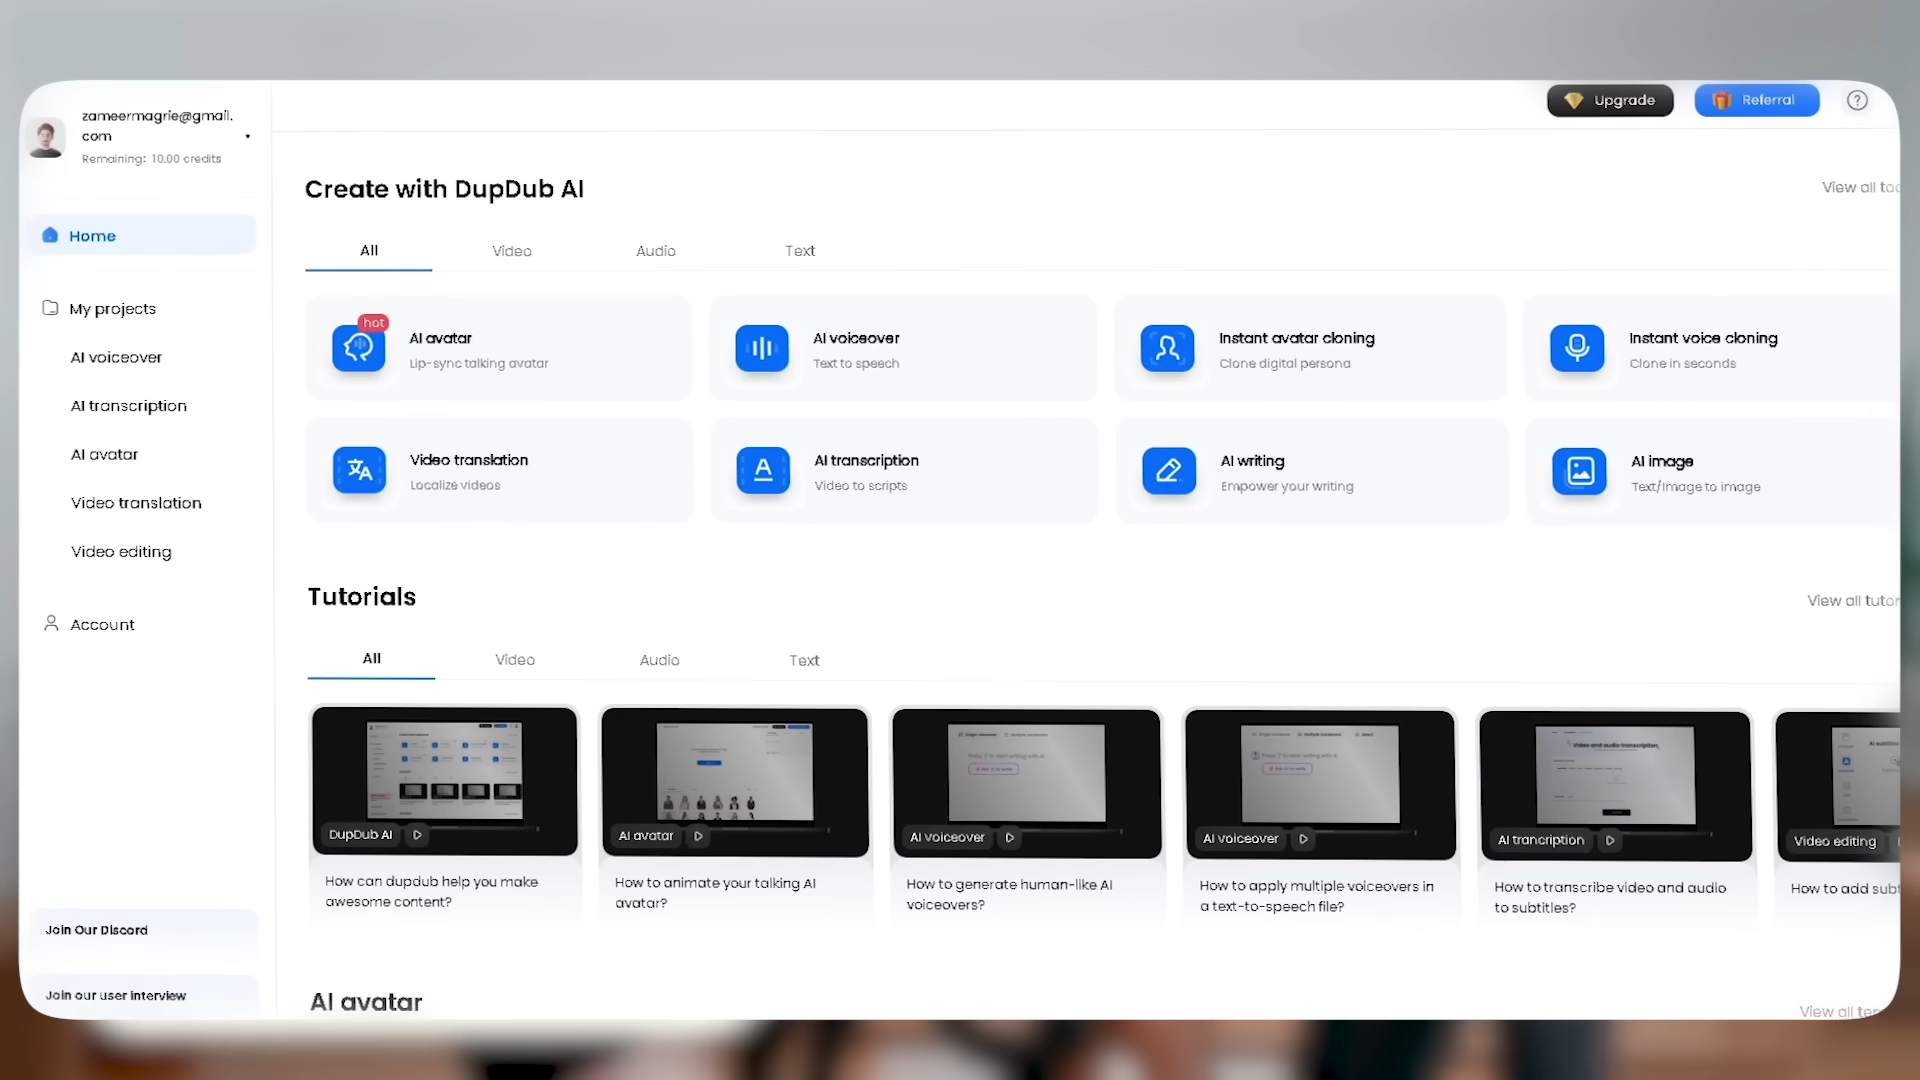 zameermagrie@gmail.
com
Remaining: 10.00 credits
Upgrade
Referral
Home
My projects
AI voiceover
AI transcription
AI avatar
Video translation
Video editing
Account
Join Our Discord
Join our user interview
Create with DupDub AI
View all
All
Video
Audio
Text
hot
AI avatar
Lip-sync talking avatar
AI voiceover
Text to speech
Instant avatar cloning
Clone digital persona
Instant voice cloning
Clone in seconds
Video translation
Localize videos
AI transcription
Video to scripts
AI writing
Empower your writing
AI image
Text/Image to image
Tutorials
View all
All
Video
Audio
Text
DupDub AI
How can dupdub help you make
awesome content?
AI avatar
How to animate your talking AI
avatar?
AI voiceover
How to generate human-like AI
voiceovers?
AI voiceover
How to apply multiple voiceovers in
a text-to-speech file?
AI trancription
How to transcribe video and audio
to subtitles?
Video editing
How to add
AI avatar
View all